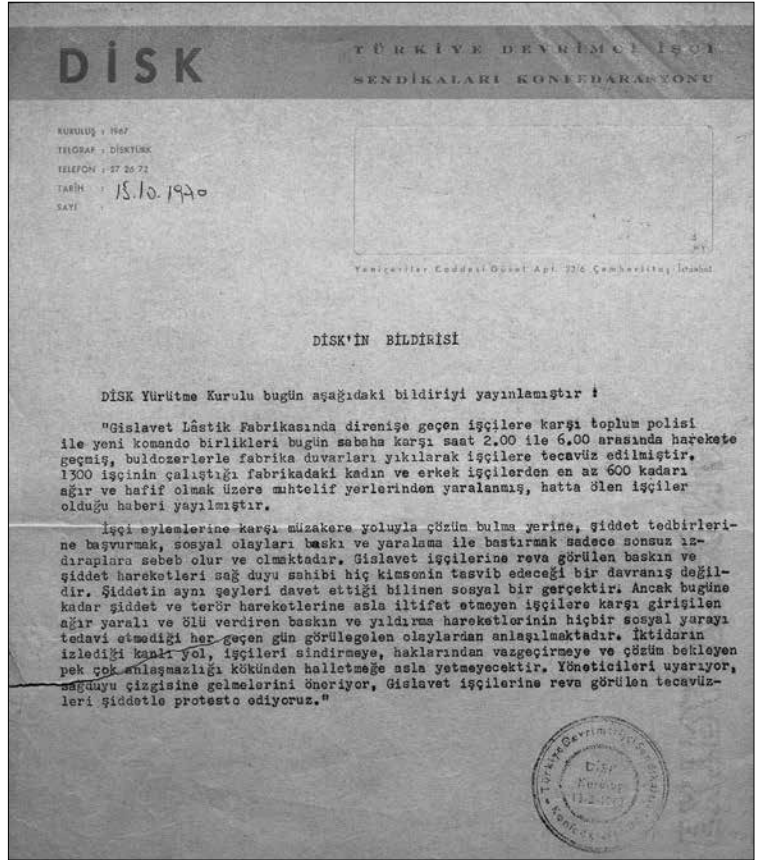 DİSK
TÜRKİYE DEVRİMCİ İŞÇİ
SENDİKALARI KONFEDARASYONU
KURULUŞ : 1967
TELGRAF : DİSKTÜRK
TELEFON : 27 26 72
TARİH : 15.10.1970
SAYI :
Yeniçeriler Caddesi Güzel Apt. 22/6 Çemberlitaş, İstanbul
DİSK'İN BİLDİRİSİ
DİSK Yürütme Kurulu bugün aşağıdaki bildiriyi yayınlamıştır :
"Gislavet Lâstik Fabrikasında direnişe geçen işçilere karşı toplum polisi
ile yeni komando birlikleri bugün sabaha karşı saat 2.00 ile 6.00 arasında harekete
geçmiş, buldozerlerle fabrika duvarları yıkılarak işçilere tecavüz edilmiştir.
1300 işçinin çalıştığı fabrikadaki kadın ve erkek işçilerden en az 600 kadarı
ağır ve hafif olmak üzere muhtelif yerlerinden yaralanmış, hatta ölen işçiler
olduğu haberi yayılmıştır.
İşçi eylemlerine karşı müzakere yoluyla çözüm bulma yerine, şiddet tedbirleri-
ne başvurmak, sosyal olayları baskı ve yaralama ile bastırmak sadece sonsuz ız-
dıraplara sebeb olur ve olmaktadır. Gislavet işçilerine reva görülen baskın ve
şiddet hareketleri sağ duyu sahibi hiç kimsenin tasvib edeceği bir davranış değil-
dir. Şiddetin aynı şeyleri davet ettiği bilinen sosyal bir gerçektir. Ancak bugüne
kadar şiddet ve terör hareketlerine asla iltifat etmeyen işçilere karşı girişilen
ağır yaralı ve ölü verdiren baskın ve yıldırma hareketlerinin hiçbir sosyal yarayı
tedavi etmediği her geçen gün görülegelen olaylardan anlaşılmaktadır. İktidarın
izlediği kanlı yol, işçileri sindirmeye, haklarından vazgeçirmeye ve çözüm bekleyen
pek çok anlaşmazlığı kökünden halletmeğe asla yetmeyecektir. Yöneticileri uyarıyor,
sağduyu çizgisine gelmelerini öneriyor, Gislavet işçilerine reva görülen tecavüz-
leri şiddetle protesto ediyoruz."
Türkiye Devrimci İşçi Sendikaları
DİSK
Kuruluş